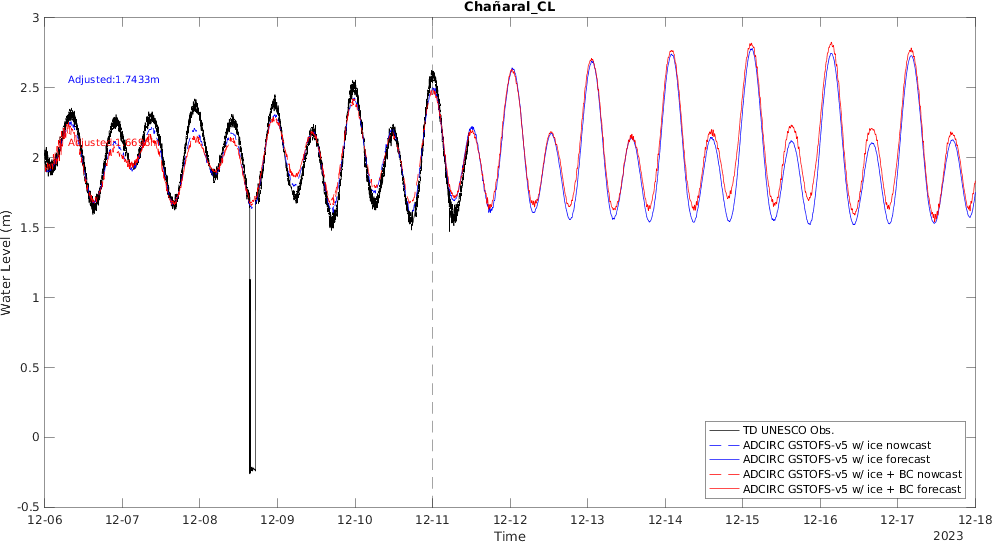 Chañaral_CL
3
2.5
2
1.5
1
0.5
0
-0.5
Water Level (m)
Adjusted:1.7433m
TD UNESCO Obs.
ADCIRC GSTOFS-v5 w/ ice nowcast
ADCIRC GSTOFS-v5 w/ ice forecast
ADCIRC GSTOFS-v5 w/ ice + BC nowcast
ADCIRC GSTOFS-v5 w/ ice + BC forecast
12-06 12-07 12-08 12-09 12-10 12-11 12-12 12-13 12-14 12-15 12-16 12-17 12-18
Time
2023